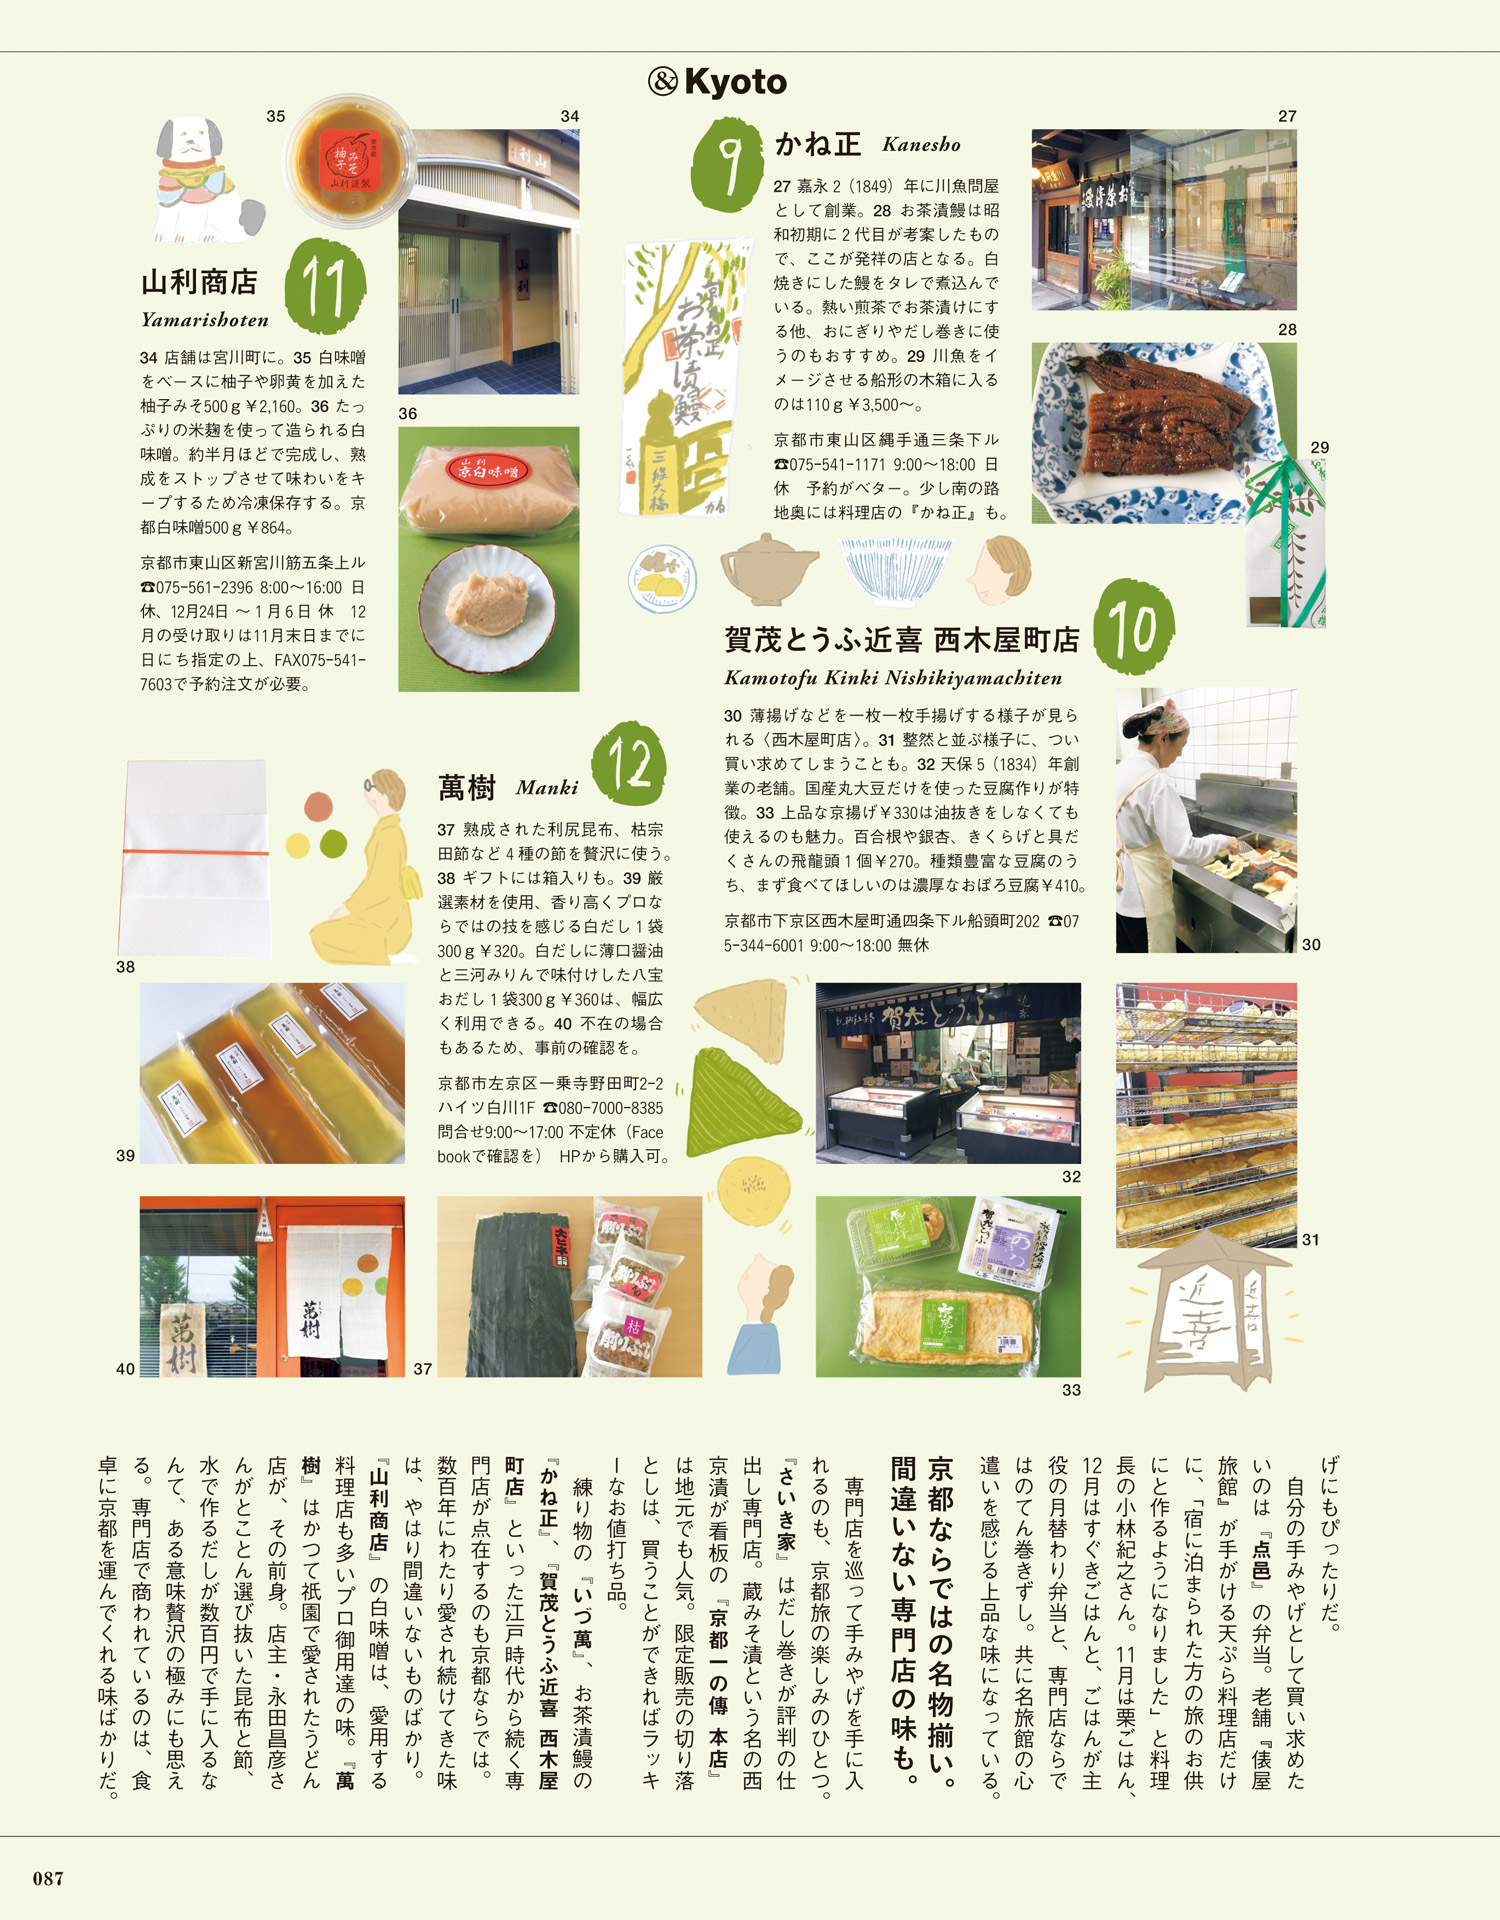 &Kyoto
9
かね正 Kanesho
27 嘉永2（1849）年に川魚問屋
として創業。28 お茶漬鰻は昭
和初期に2代目が考案したもの
で、ここが発祥の店となる。白
焼きにした鰻をタレで煮込んで
いる。熱い煎茶でお茶漬けにす
る他、おにぎりやだし巻きに使
うのもおすすめ。29 川魚をイ
メージさせる船形の木箱に入る
のは110g￥3,500〜。
京都市東山区縄手通三条下ル
☎075-541-1171 9:00〜18:00 日
休 予約がベター。少し南の路
地奥には料理店の『かね正』も。
27
28
29
京名物
かね正
お茶漬鰻
三條大橋
かね
10
賀茂とうふ近喜 西木屋町店
Kamotofu Kinki Nishikiyamachiten
30 薄揚げなどを一枚一枚手揚げする様子が見ら
れる〈西木屋町店〉。31 整然と並ぶ様子に、つい
買い求めてしまうことも。32 天保5（1834）年創
業の老舗。国産丸大豆だけを使った豆腐作りが特
徴。33 上品な京揚げ￥330は油抜きをしなくても
使えるのも魅力。百合根や銀杏、きくらげと具だ
くさんの飛龍頭1個￥270。種類豊富な豆腐のう
ち、まず食べてほしいのは濃厚なおぼろ豆腐￥410。
京都市下京区西木屋町通四条下ル船頭町202 ☎07
5-344-6001 9:00〜18:00 無休
30
31
32
賀茂とうふ
33
近喜
近喜
11
山利商店
Yamarishoten
34 店舗は宮川町に。35 白味噌
をベースに柚子や卵黄を加えた
柚子みそ500g￥2,160。36 たっ
ぷりの米麹を使って造られる白
味噌。約半月ほどで完成し、熟
成をストップさせて味わいをキ
ープするため冷凍保存する。京
都白味噌500g￥864。
京都市東山区新宮川筋五条上ル
☎075-561-2396 8:00〜16:00 日
休、12月24日〜1月6日休 12
月の受け取りは11月末日までに
日にち指定の上、FAX075-541-
7603で予約注文が必要。
35
柚子みそ
山利謹製
34
山利
山利
36
山利
京白味噌
12
萬樹 Manki
37 熟成された利尻昆布、枯宗
田節など4種の節を贅沢に使う。
38 ギフトには箱入りも。39 厳
選素材を使用、香り高くプロな
らではの技を感じる白だし1袋
300g￥320。白だしに薄口醤油
と三河みりんで味付けした八宝
おだし1袋300g￥360は、幅広
く利用できる。40 不在の場合
もあるため、事前の確認を。
京都市左京区一乗寺野田町2-2
ハイツ白川1F ☎080-7000-8385
問合せ9:00〜17:00 不定休（Face
bookで確認を） HPから購入可。
38
39
萬樹
40
萬樹
萬樹
37
削りぶし
枯
げにもぴったりだ。
自分の手みやげとして買い求めた
いのは『点邑』の弁当。老舗『俵屋
旅館』が手がける天ぷら料理店だけ
に、「宿に泊まられた方の旅のお供
にと作るようになりました」と料理
長の小林紀之さん。11月は栗ごはん、
12月はすぐきごはんと、ごはんが主
役の月替わり弁当と、専門店ならで
はのてん巻きずし。共に名旅館の心
遣いを感じる上品な味になっている。
京都ならではの名物揃い。
間違いない専門店の味も。
専門店を巡って手みやげを手に入
れるのも、京都旅の楽しみのひとつ。
『さいき家』はだし巻きが評判の仕
出し専門店。蔵みそ漬という名の西
京漬が看板の『京都一の傳 本店』
は地元でも人気。限定販売の切り落
としは、買うことができればラッキ
ーなお値打ち品。
練り物の『いづ萬』、お茶漬鰻の
『かね正』、『賀茂とうふ近喜 西木屋
町店』といった江戸時代から続く専
門店が点在するのも京都ならでは。
数百年にわたり愛され続けてきた味
は、やはり間違いないものばかり。
『山利商店』の白味噌は、愛用する
料理店も多いプロ御用達の味。『萬
樹』はかつて祇園で愛されたうどん
店が、その前身。店主・永田昌彦さ
んがとことん選び抜いた昆布と節、
水で作るだしが数百円で手に入るな
んて、ある意味贅沢の極みにも思え
る。専門店で商われているのは、食
卓に京都を運んでくれる味ばかりだ。
087